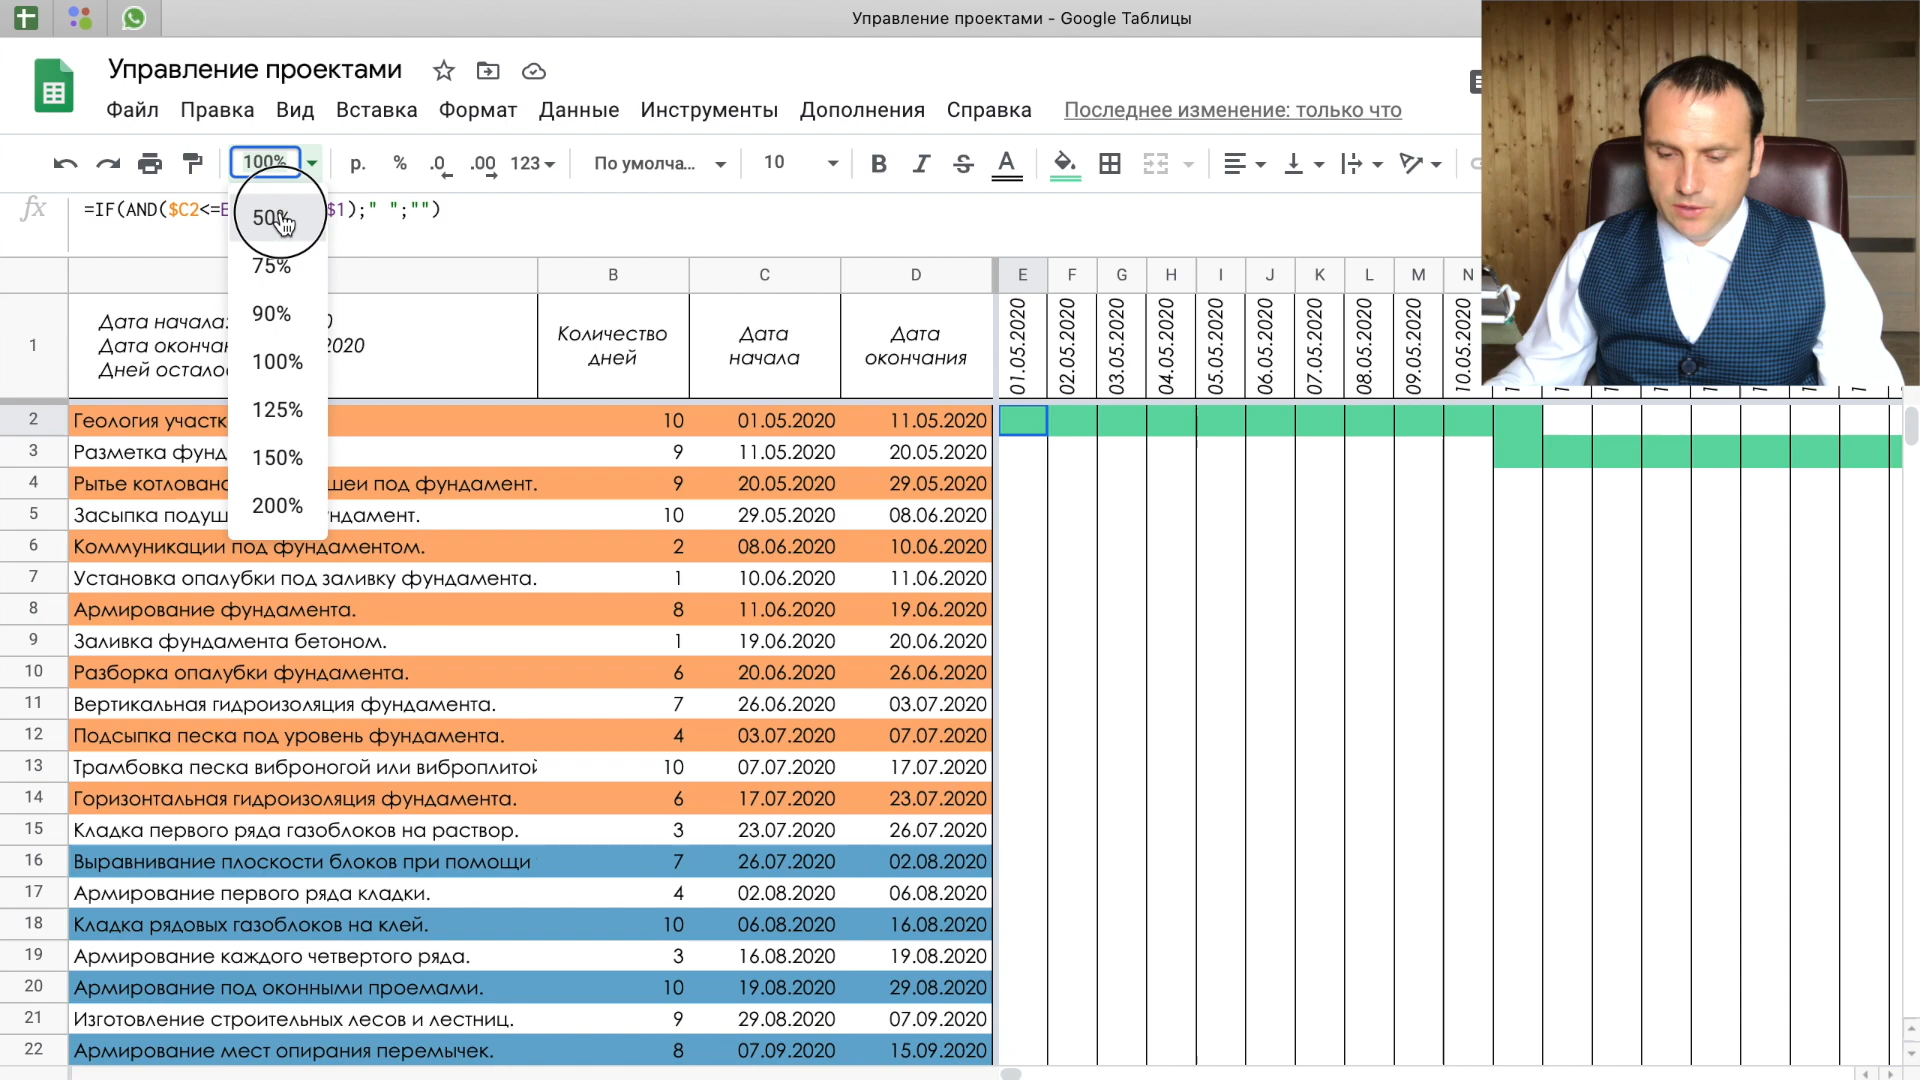 Управление проектами - Google Таблицы
Управление проектами
Файл Правка Вид Вставка Формат Данные Инструменты Дополнения Справка Последнее изменение: только что
100% р. % .0 .00 123 По умолча... 10 B I S A
fx =IF(AND($C2<=E $1);" ";"")
50%
75%
90%
100%
125%
150%
200%
B C D E F G H I J K L M N
1 Дата начала: 0
Дата окончан 2020
Дней остало
Количество дней
Дата начала
Дата окончания
01.05.2020 02.05.2020 03.05.2020 04.05.2020 05.05.2020 06.05.2020 07.05.2020 08.05.2020 09.05.2020 10.05.2020
2 Геология участк 10 01.05.2020 11.05.2020
3 Разметка фунд 9 11.05.2020 20.05.2020
4 Рытье котлована шеи под фундамент. 9 20.05.2020 29.05.2020
5 Засыпка подуш ндамент. 10 29.05.2020 08.06.2020
6 Коммуникации под фундаментом. 2 08.06.2020 10.06.2020
7 Установка опалубки под заливку фундамента. 1 10.06.2020 11.06.2020
8 Армирование фундамента. 8 11.06.2020 19.06.2020
9 Заливка фундамента бетоном. 1 19.06.2020 20.06.2020
10 Разборка опалубки фундамента. 6 20.06.2020 26.06.2020
11 Вертикальная гидроизоляция фундамента. 7 26.06.2020 03.07.2020
12 Подсыпка песка под уровень фундамента. 4 03.07.2020 07.07.2020
13 Трамбовка песка виброногой или виброплитой 10 07.07.2020 17.07.2020
14 Горизонтальная гидроизоляция фундамента. 6 17.07.2020 23.07.2020
15 Кладка первого ряда газоблоков на раствор. 3 23.07.2020 26.07.2020
16 Выравнивание плоскости блоков при помощи 7 26.07.2020 02.08.2020
17 Армирование первого ряда кладки. 4 02.08.2020 06.08.2020
18 Кладка рядовых газоблоков на клей. 10 06.08.2020 16.08.2020
19 Армирование каждого четвертого ряда. 3 16.08.2020 19.08.2020
20 Армирование под оконными проемами. 10 19.08.2020 29.08.2020
21 Изготовление строительных лесов и лестниц. 9 29.08.2020 07.09.2020
22 Армирование мест опирания перемычек. 8 07.09.2020 15.09.2020